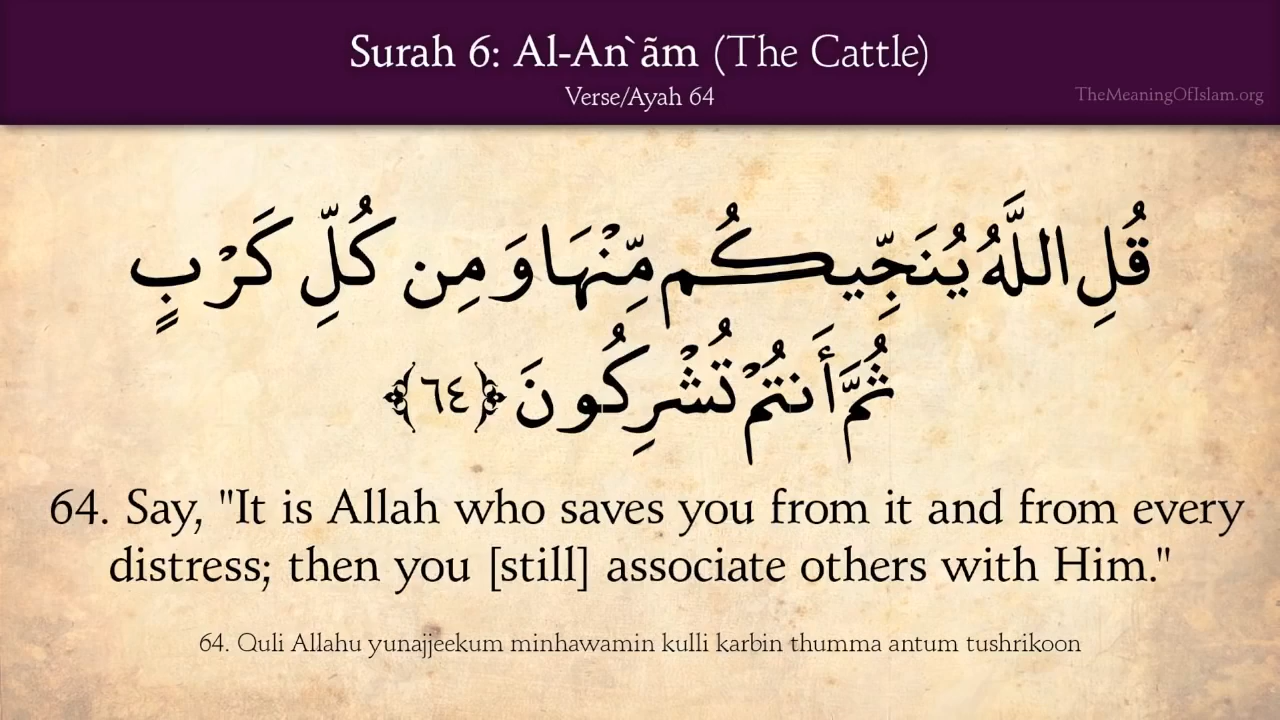 Surah 6: Al-An`ãm (The Cattle)
Verse/Ayah 64
TheMeaningOfIslam.org
قُلِ اللَّهُ يُنَجِّيكُم مِّنْهَا وَمِن كُلِّ كَرْبٍ
ثُمَّ أَنتُمْ تُشْرِكُونَ ﴿٦٤﴾
64. Say, "It is Allah who saves you from it and from every
distress; then you [still] associate others with Him."
64. Quli Allahu yunajjeekum minhawamin kulli karbin thumma antum tushrikoon